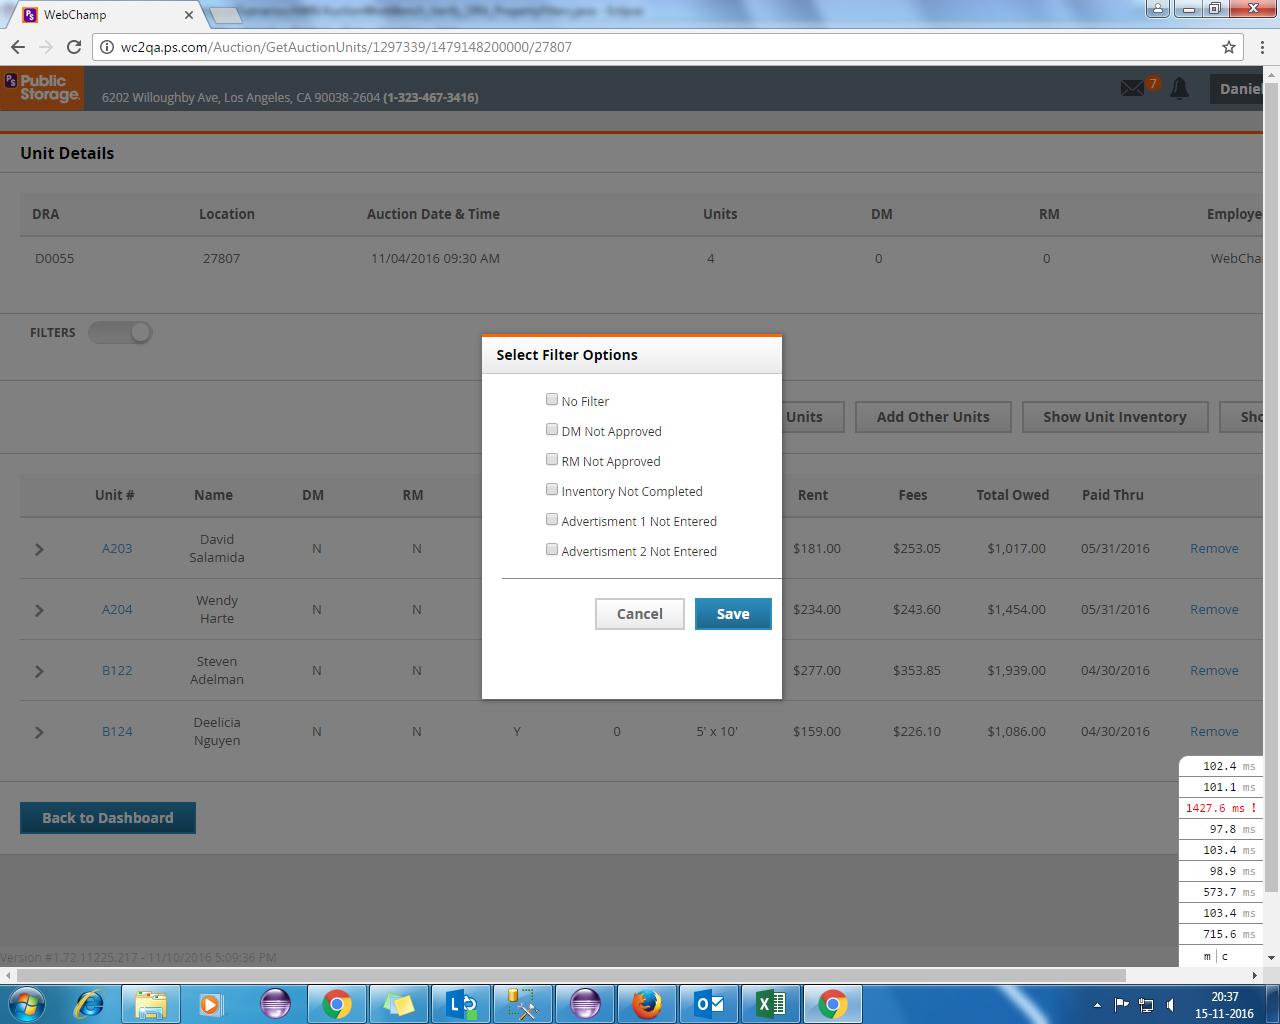 WebChamp
wc2qa.ps.com/Auction/GetAuctionUnits/1297339/1479148200000/27807
PS Public Storage.
6202 Willoughby Ave, Los Angeles, CA 90038-2604 (1-323-467-3416)
7
Daniel
Unit Details
DRA Location Auction Date & Time Units DM RM Employe
D0055 27807 11/04/2016 09:30 AM 4 0 0 WebCha
FILTERS
Select Filter Options
No Filter
DM Not Approved
RM Not Approved
Inventory Not Completed
Advertisment 1 Not Entered
Advertisment 2 Not Entered
Cancel Save
Units Add Other Units Show Unit Inventory Sho
Unit # Name DM RM Rent Fees Total Owed Paid Thru
A203 David Salamida N N $181.00 $253.05 $1,017.00 05/31/2016 Remove
A204 Wendy Harte N N $234.00 $243.60 $1,454.00 05/31/2016 Remove
B122 Steven Adelman N N $277.00 $353.85 $1,939.00 04/30/2016 Remove
B124 Deelicia Nguyen N N Y 0 5' x 10' $159.00 $226.10 $1,086.00 04/30/2016 Remove
Back to Dashboard
102.4 ms
101.1 ms
1427.6 ms !
97.8 ms
103.4 ms
98.9 ms
573.7 ms
103.4 ms
715.6 ms
m | c
Version #1.72.11225.217 - 11/10/2016 5:09:36 PM
20:37
15-11-2016